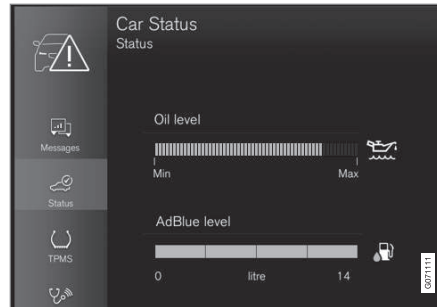 Car Status
Status
Messages
Status
TPMS
Oil level
Min Max
AdBlue level
0 litre 14
G071111